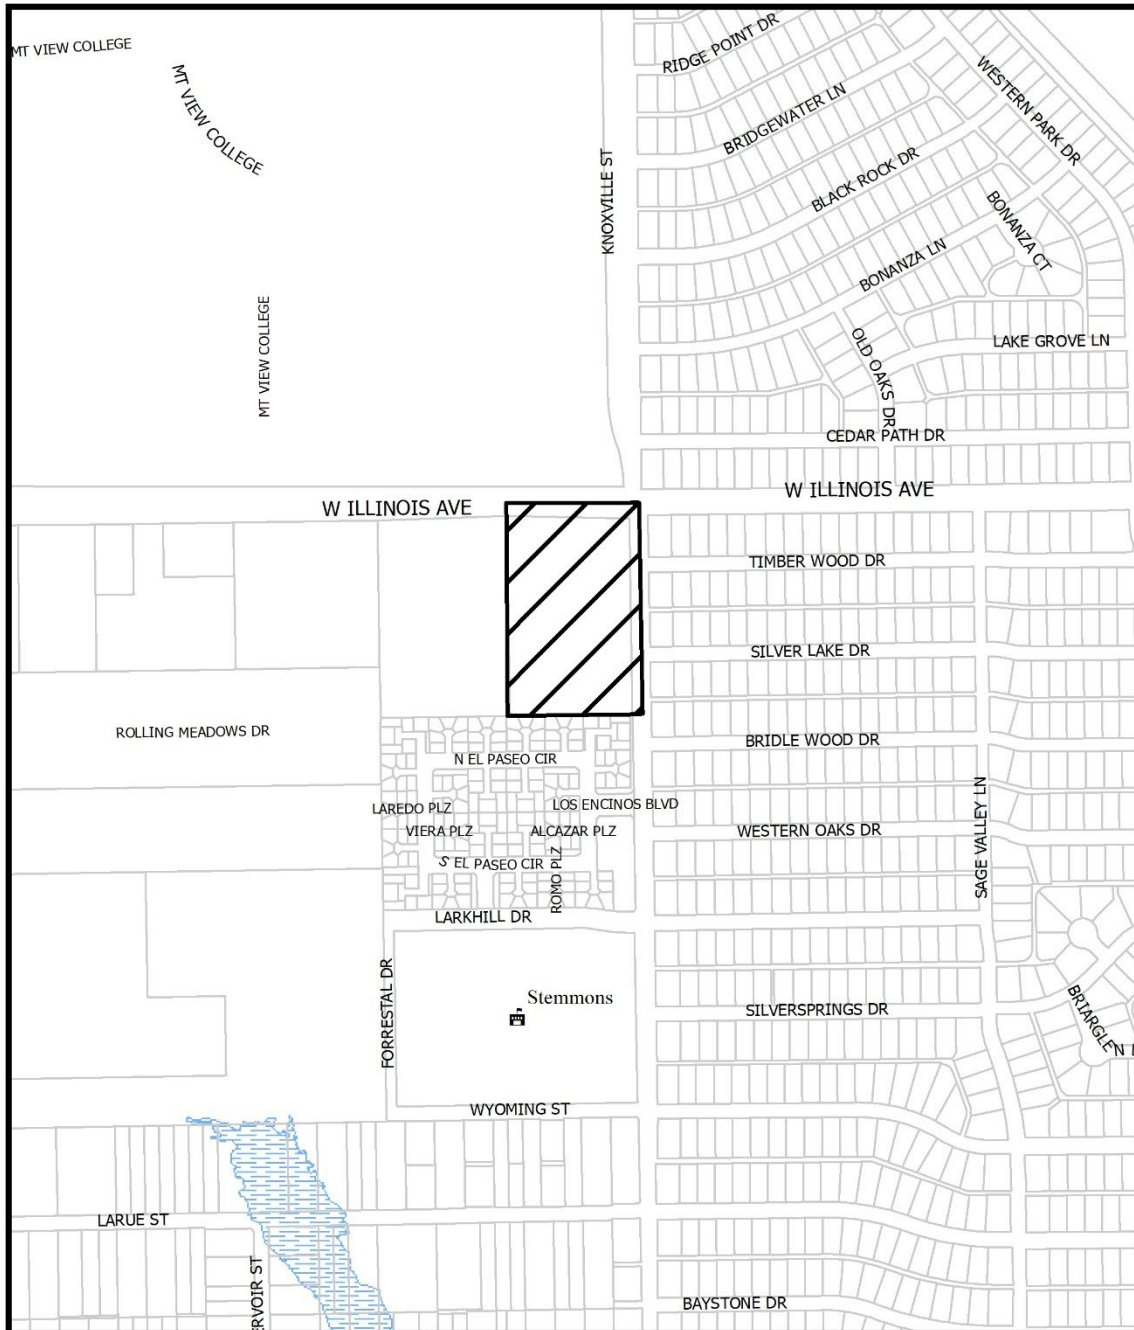 MT VIEW COLLEGE
MT VIEW COLLEGE
RIDGE POINT DR
BRIDGEWATER LN
WESTERN PARK DR
BLACK ROCK DR
KNOXVILLE ST
BONANZA CT
BONANZA LN
MT VIEW COLLEGE
OLD OAKS DR
LAKE GROVE LN
CEDAR PATH DR
W ILLINOIS AVE
W ILLINOIS AVE
TIMBER WOOD DR
SILVER LAKE DR
ROLLING MEADOWS DR
BRIDLE WOOD DR
N EL PASEO CIR
LAREDO PLZ
LOS ENCINOS BLVD
VIERA PLZ
ALCAZAR PLZ
WESTERN OAKS DR
SAGE VALLEY LN
S EL PASEO CIR
ROMO PLZ
LARKHILL DR
FORRESTAL DR
Stemmons
SILVERSPRINGS DR
BRIARGLEN
WYOMING ST
LARUE ST
ERVOIR ST
BAYSTONE DR